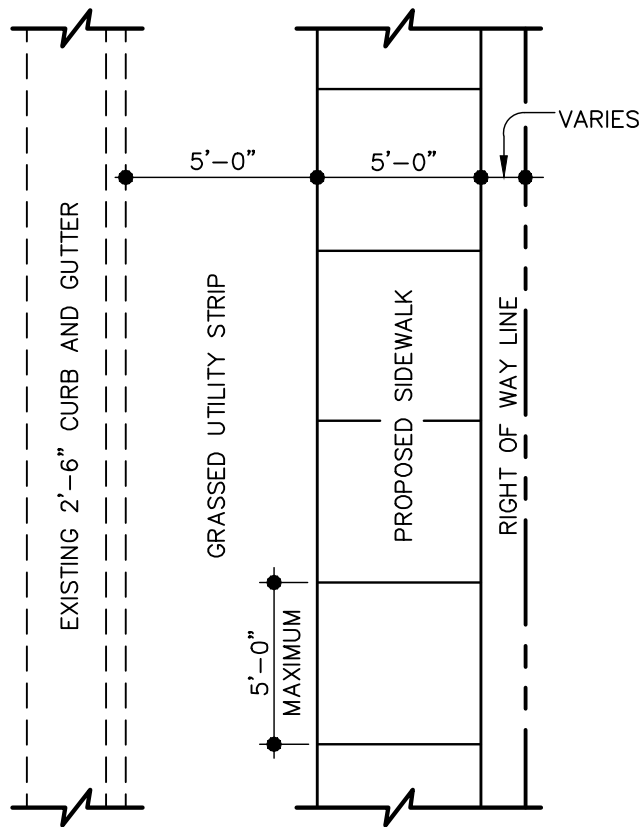 VARIES
5'-0"
5'-0"
EXISTING 2'-6" CURB AND GUTTER
GRASSED UTILITY STRIP
PROPOSED SIDEWALK
RIGHT OF WAY LINE
5'-0"
MAXIMUM